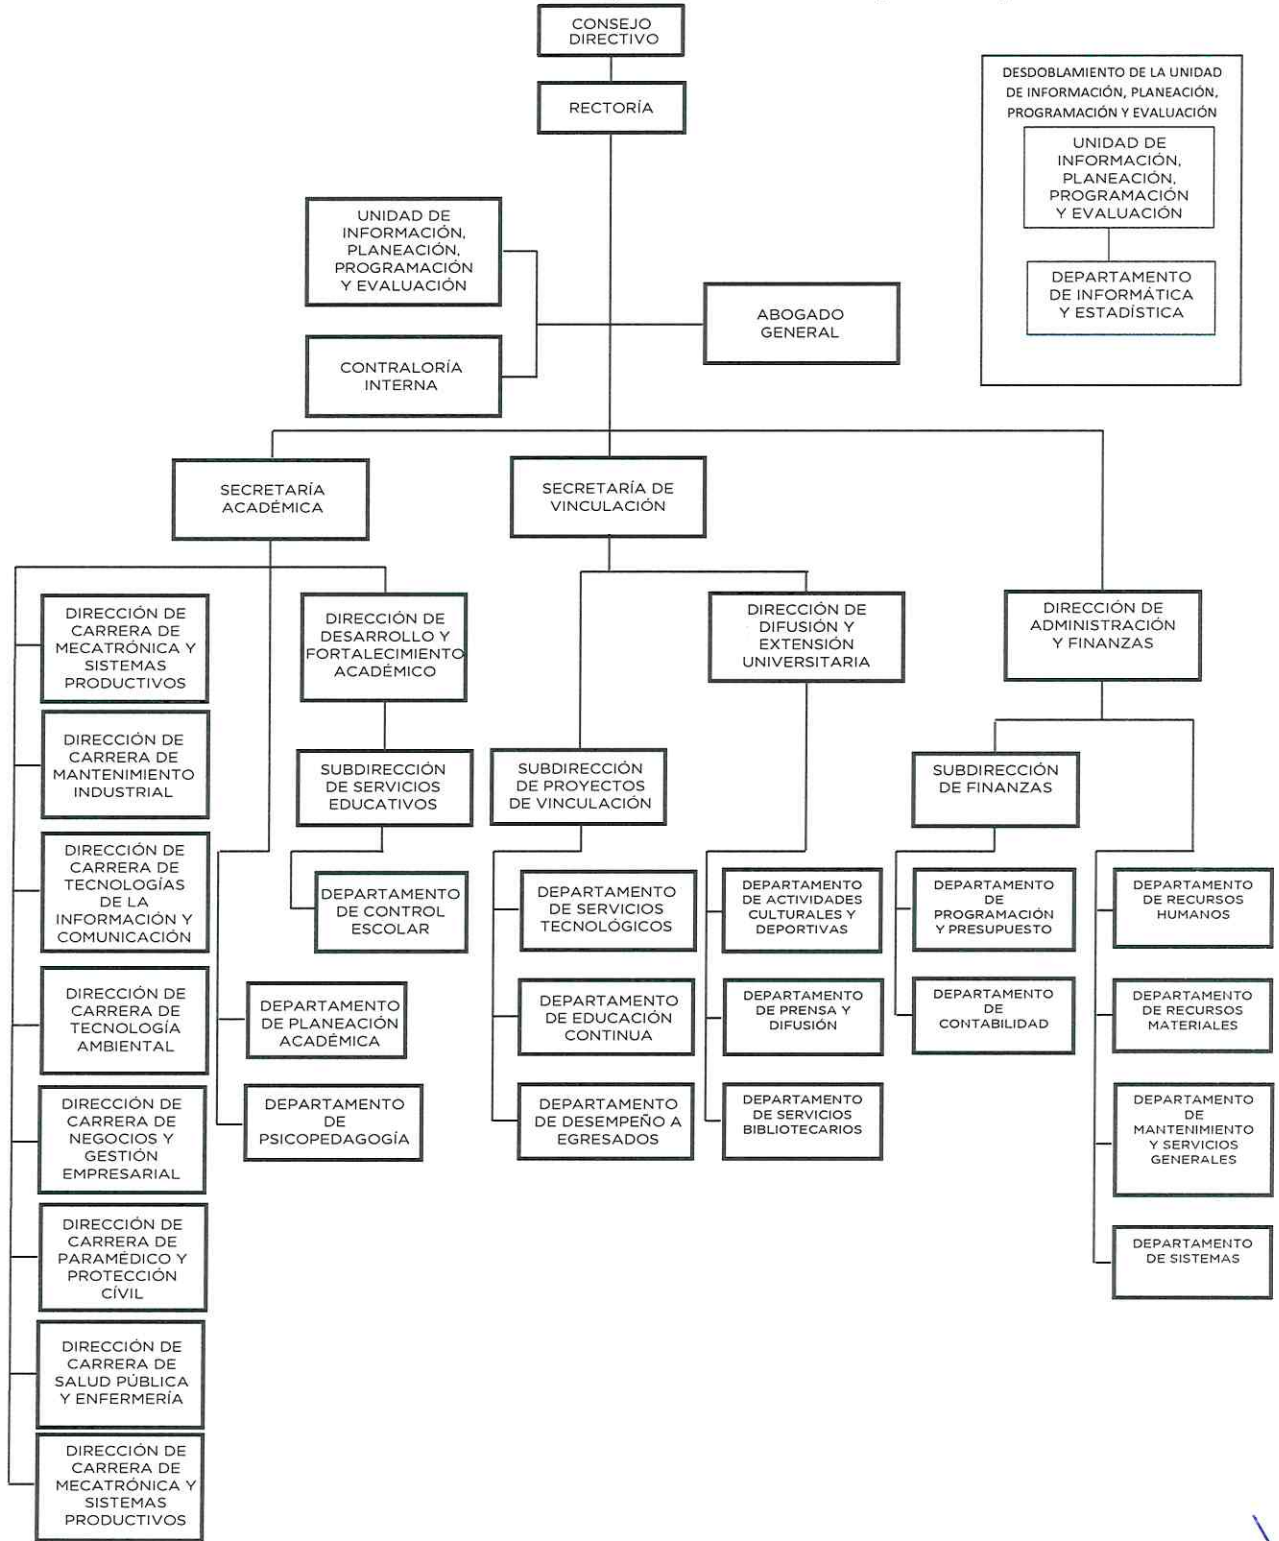 CONSEJO
DIRECTIVO
RECTORÍA
DESDOBLAMIENTO DE LA UNIDAD
DE INFORMACIÓN, PLANEACIÓN,
PROGRAMACIÓN Y EVALUACIÓN
UNIDAD DE
INFORMACIÓN,
PLANEACIÓN,
PROGRAMACIÓN
Y EVALUACIÓN
DEPARTAMENTO
DE INFORMÁTICA
Y ESTADÍSTICA
UNIDAD DE
INFORMACIÓN,
PLANEACIÓN,
PROGRAMACIÓN
Y EVALUACIÓN
ABOGADO
GENERAL
CONTRALORÍA
INTERNA
SECRETARÍA
ACADÉMICA
SECRETARÍA DE
VINCULACIÓN
DIRECCIÓN DE
CARRERA DE
MECATRÓNICA Y
SISTEMAS
PRODUCTIVOS
DIRECCIÓN DE
CARRERA DE
MANTENIMIENTO
INDUSTRIAL
DIRECCIÓN DE
CARRERA DE
TECNOLOGÍAS
DE LA
INFORMACIÓN Y
COMUNICACIÓN
DIRECCIÓN DE
CARRERA DE
TECNOLOGÍA
AMBIENTAL
DIRECCIÓN DE
CARRERA DE
NEGOCIOS Y
GESTIÓN
EMPRESARIAL
DIRECCIÓN DE
CARRERA DE
PARAMÉDICO Y
PROTECCIÓN
CÍVIL
DIRECCIÓN DE
CARRERA DE
SALUD PÚBLICA
Y ENFERMERÍA
DIRECCIÓN DE
CARRERA DE
MECATRÓNICA Y
SISTEMAS
PRODUCTIVOS
DIRECCIÓN DE
DESARROLLO Y
FORTALECIMIENTO
ACADÉMICO
SUBDIRECCIÓN
DE SERVICIOS
EDUCATIVOS
DEPARTAMENTO
DE CONTROL
ESCOLAR
DEPARTAMENTO
DE PLANEACIÓN
ACADÉMICA
DEPARTAMENTO
DE
PSICOPEDAGOGÍA
SUBDIRECCIÓN
DE PROYECTOS
DE VINCULACIÓN
DEPARTAMENTO
DE SERVICIOS
TECNOLÓGICOS
DEPARTAMENTO
DE EDUCACIÓN
CONTINUA
DEPARTAMENTO
DE DESEMPEÑO A
EGRESADOS
DIRECCIÓN DE
DIFUSIÓN Y
EXTENSIÓN
UNIVERSITARIA
DEPARTAMENTO
DE ACTIVIDADES
CULTURALES Y
DEPORTIVAS
DEPARTAMENTO
DE PRENSA Y
DIFUSIÓN
DEPARTAMENTO
DE SERVICIOS
BIBLIOTECARIOS
DIRECCIÓN DE
ADMINISTRACIÓN
Y FINANZAS
SUBDIRECCIÓN
DE FINANZAS
DEPARTAMENTO
DE
PROGRAMACIÓN
Y PRESUPUESTO
DEPARTAMENTO
DE
CONTABILIDAD
DEPARTAMENTO
DE RECURSOS
HUMANOS
DEPARTAMENTO
DE RECURSOS
MATERIALES
DEPARTAMENTO
DE
MANTENIMIENTO
Y SERVICIOS
GENERALES
DEPARTAMENTO
DE SISTEMAS